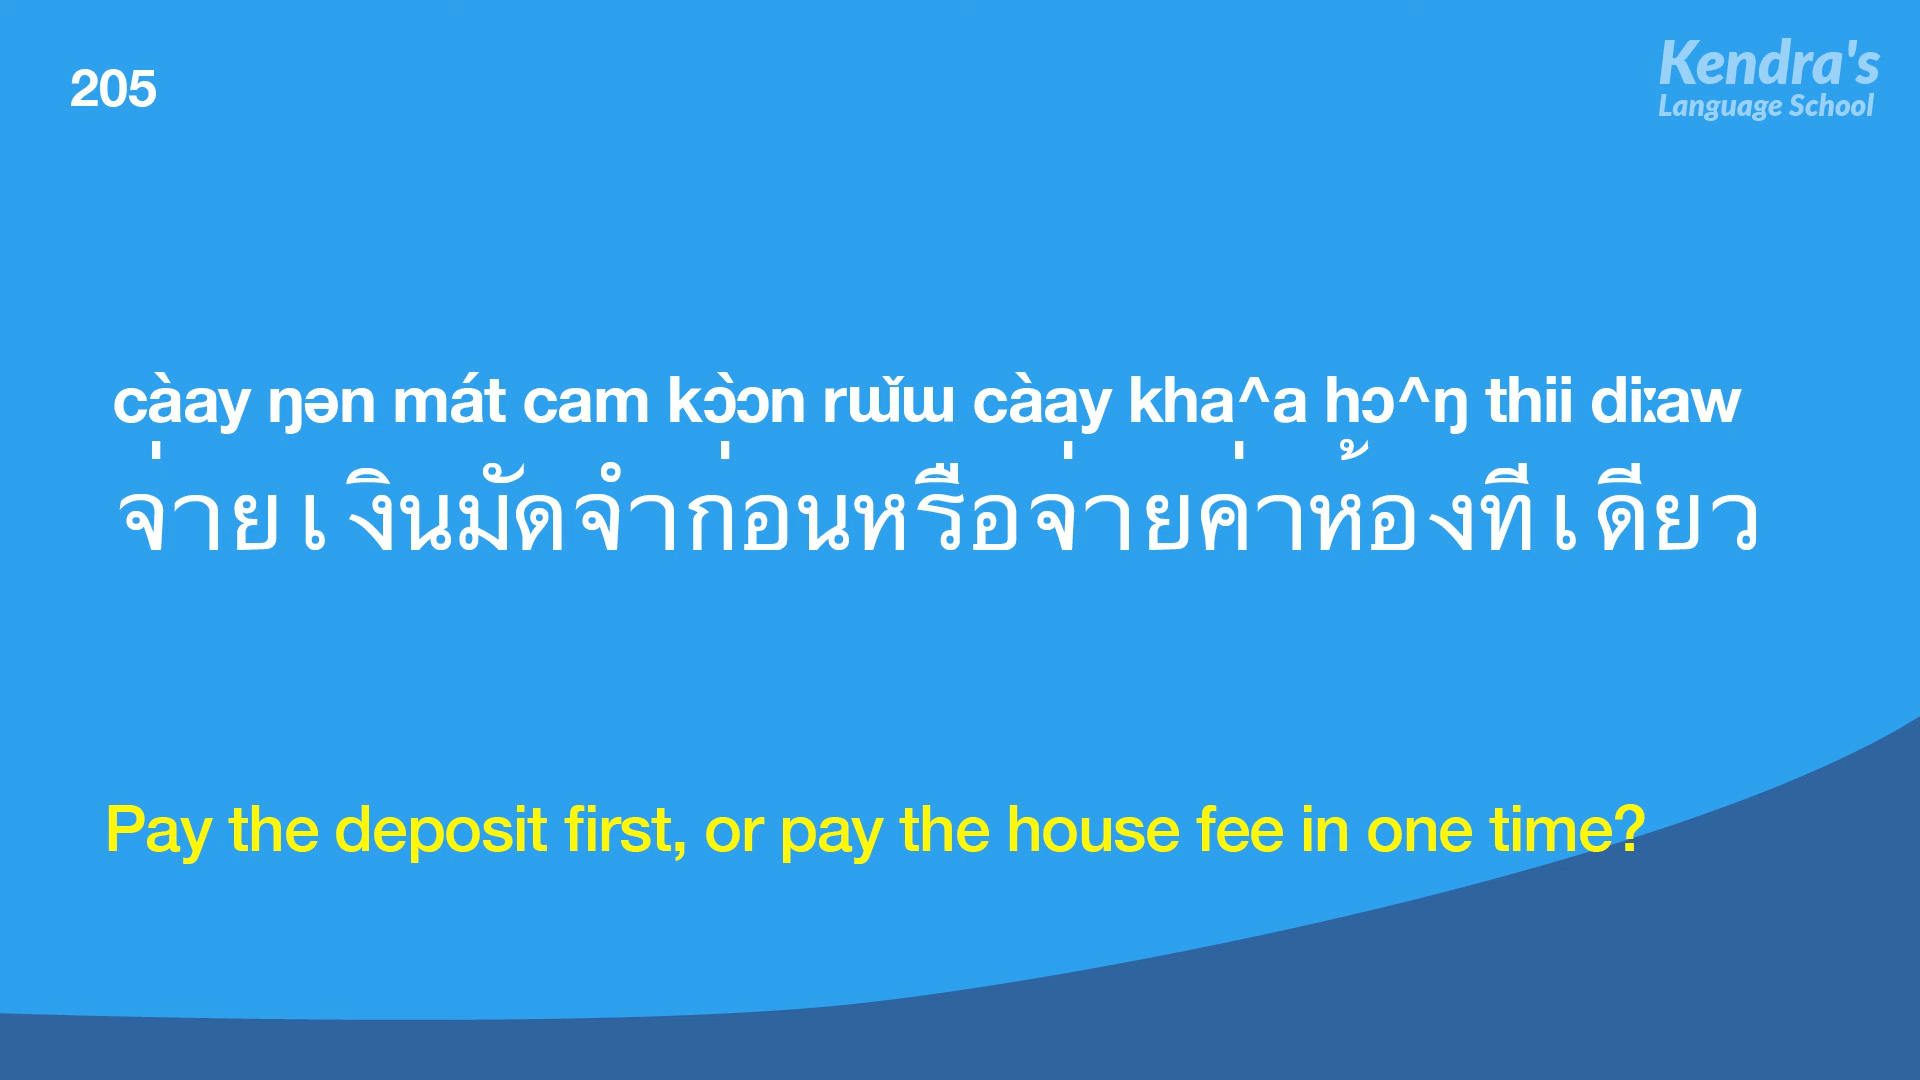 205
Kendra's
Language School
càay ŋən mát cam kɔ̀ɔn rɯ̌ɯ càay kha^a hɔ^ŋ thii diːaw
จ่ายเงินมัดจำก่อนหรือจ่ายค่าห้องทีเดียว
Pay the deposit first, or pay the house fee in one time?